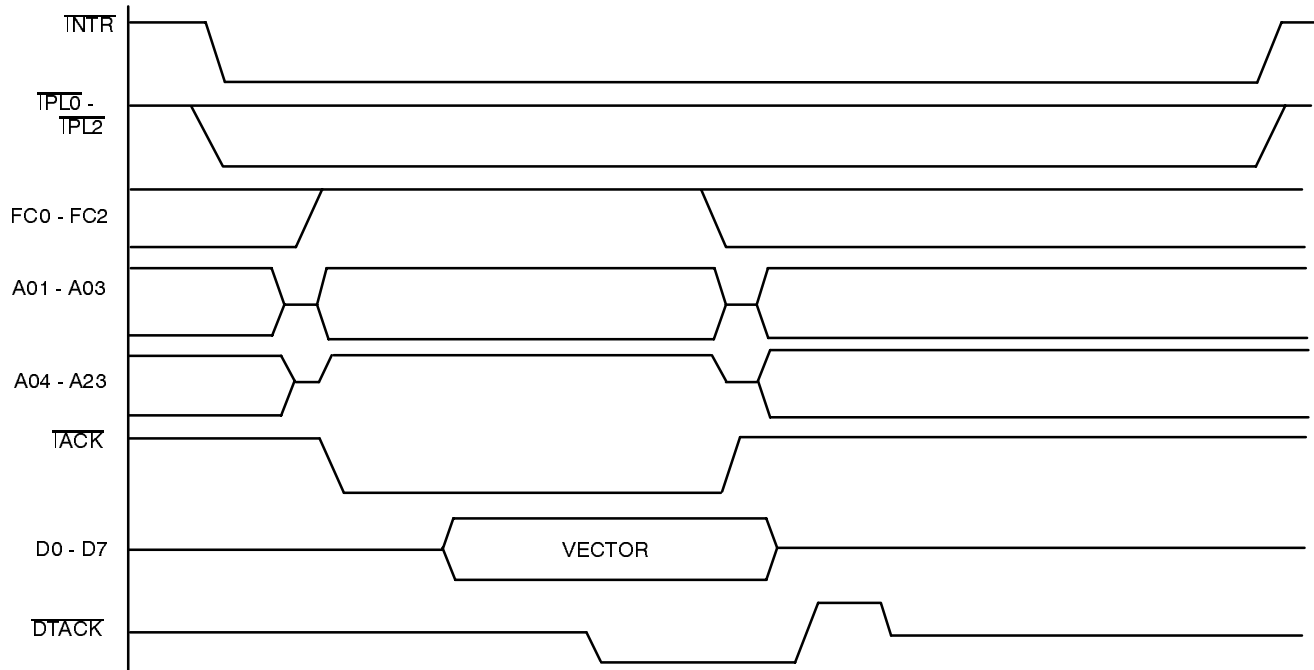 INTR
IPL0 -
IPL2
FC0 - FC2
A01 - A03
A04 - A23
IACK
D0 - D7
VECTOR
DTACK